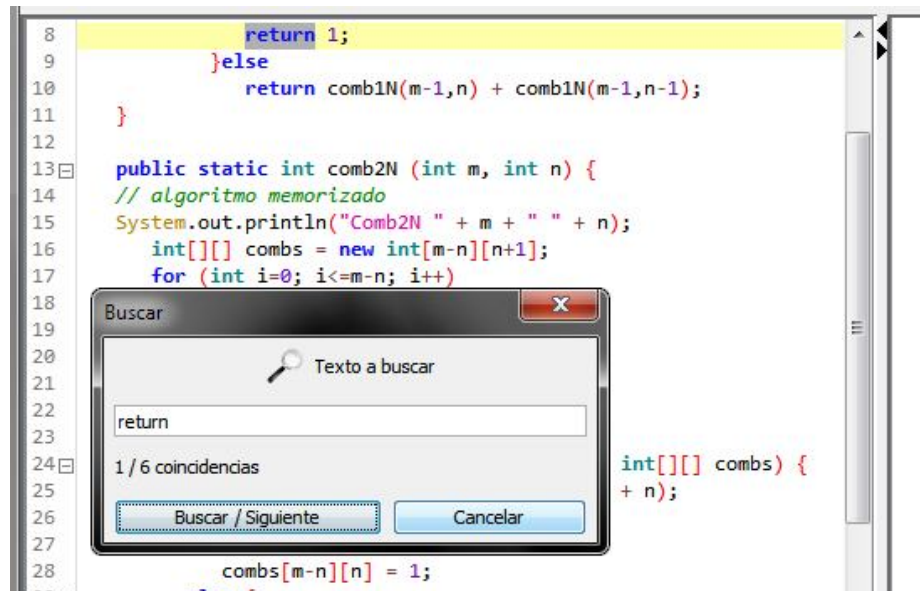 8 return 1;
9 }else
10 return comb1N(m-1,n) + comb1N(m-1,n-1);
11 }
12
13 public static int comb2N (int m, int n) {
14 // algoritmo memorizado
15 System.out.println("Comb2N " + m + " " + n);
16 int[][] combs = new int[m-n][n+1];
17 for (int i=0; i<=m-n; i++)
18
19
20
21
22
23
24 int[][] combs) {
25 + n);
26
27
28 combs[m-n][n] = 1;
Buscar
Texto a buscar
return
1 / 6 coincidencias
Buscar / Siguiente Cancelar